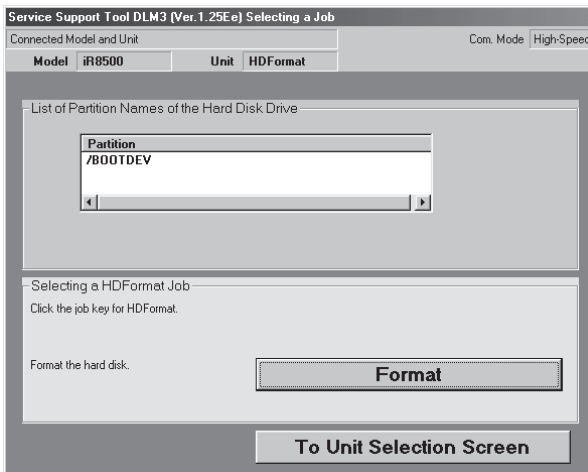 Service Support Tool DLM3 (Ver.1.25Ee) Selecting a Job
Connected Model and Unit
Com. Mode High-Speed
Model iR8500 Unit HDFormat
List of Partition Names of the Hard Disk Drive
Partition
/BOOTDEV
Selecting a HDFormat Job
Click the job key for HDFormat.
Format the hard disk.
Format
To Unit Selection Screen